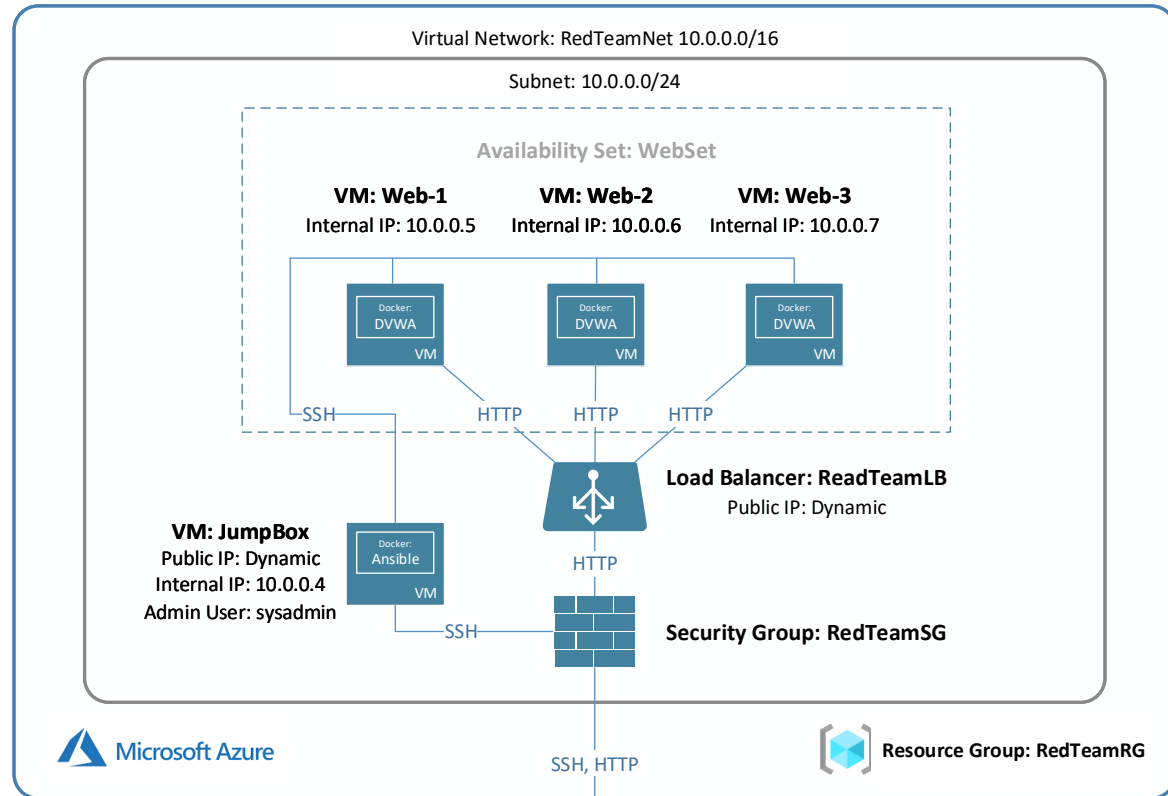 Virtual Network: RedTeamNet 10.0.0.0/16
Subnet: 10.0.0.0/24
Availability Set: WebSet
VM: Web-1
Internal IP: 10.0.0.5
VM: Web-2
Internal IP: 10.0.0.6
VM: Web-3
Internal IP: 10.0.0.7
Docker:
DVWA
VM
Docker:
DVWA
VM
Docker:
DVWA
VM
SSH
HTTP
HTTP
HTTP
Load Balancer: ReadTeamLB
Public IP: Dynamic
VM: JumpBox
Public IP: Dynamic
Internal IP: 10.0.0.4
Admin User: sysadmin
Docker:
Ansible
VM
HTTP
SSH
Security Group: RedTeamSG
Microsoft Azure
SSH, HTTP
Resource Group: RedTeamRG